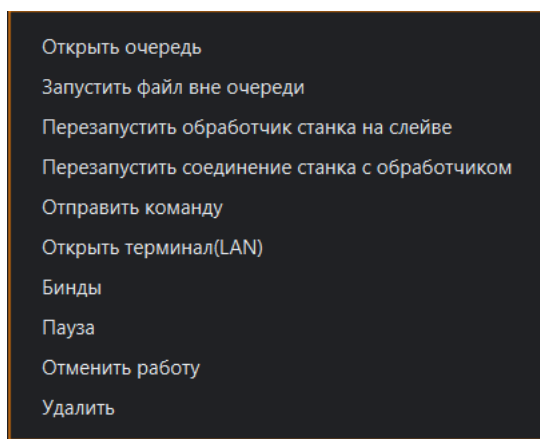 Открыть очередь
Запустить файл вне очереди
Перезапустить обработчик станка на слейве
Перезапустить соединение станка с обработчиком
Отправить команду
Открыть терминал(LAN)
Бинды
Пауза
Отменить работу
Удалить